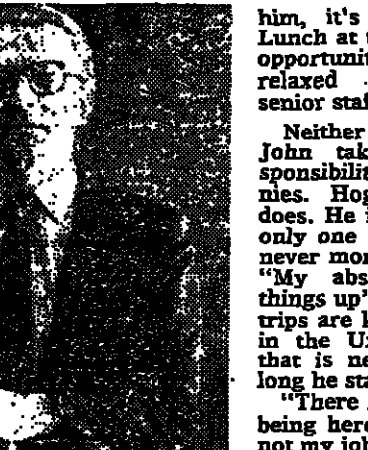 him, it's
Lunch at
opportunit
relaxed
senior staf
Neither
John tak
sponsibilit
nies. Hog
does. He
only one
never mor
"My abs
things up'
trips are
in the Un
that is ne
long he sta
"There
being here
not my job